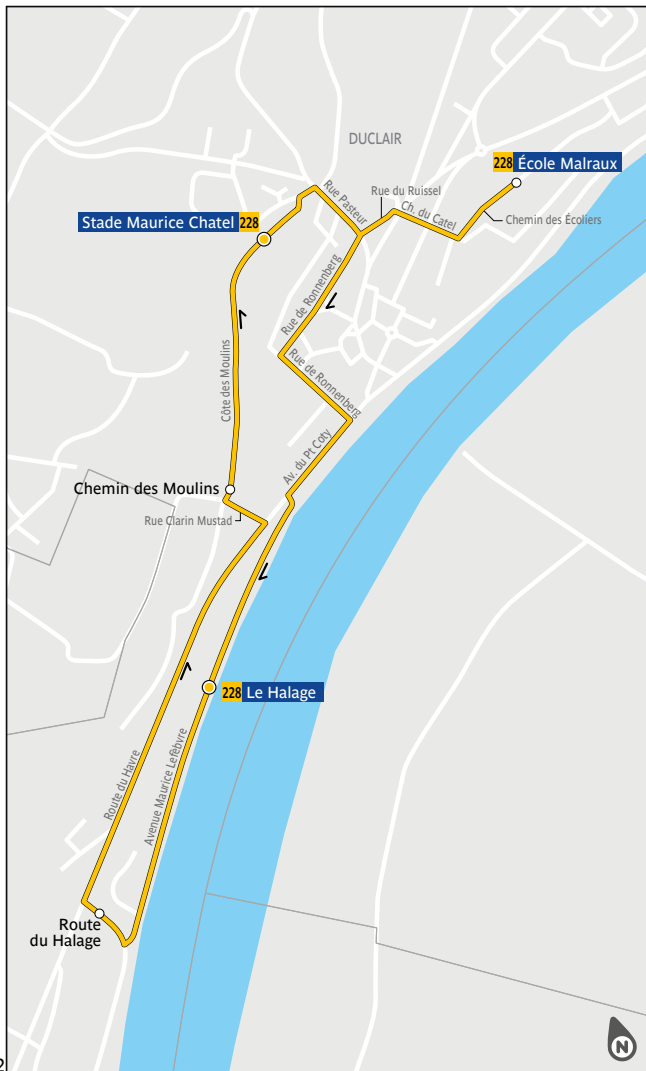 DUCLAIR
228 École Malraux
Rue Pasteur
Rue du Ruissel
Ch. du Catel
Chemin des Écoliers
Stade Maurice Chatel 228
Rue de Ronnenberg
Rue de Ronnenberg
Côte des Moulins
Av. du Pt Coty
Chemin des Moulins
Rue Clarin Mustad
228 Le Halage
Route du Havre
Avenue Maurice Lefebvre
Route
du Halage
N
2